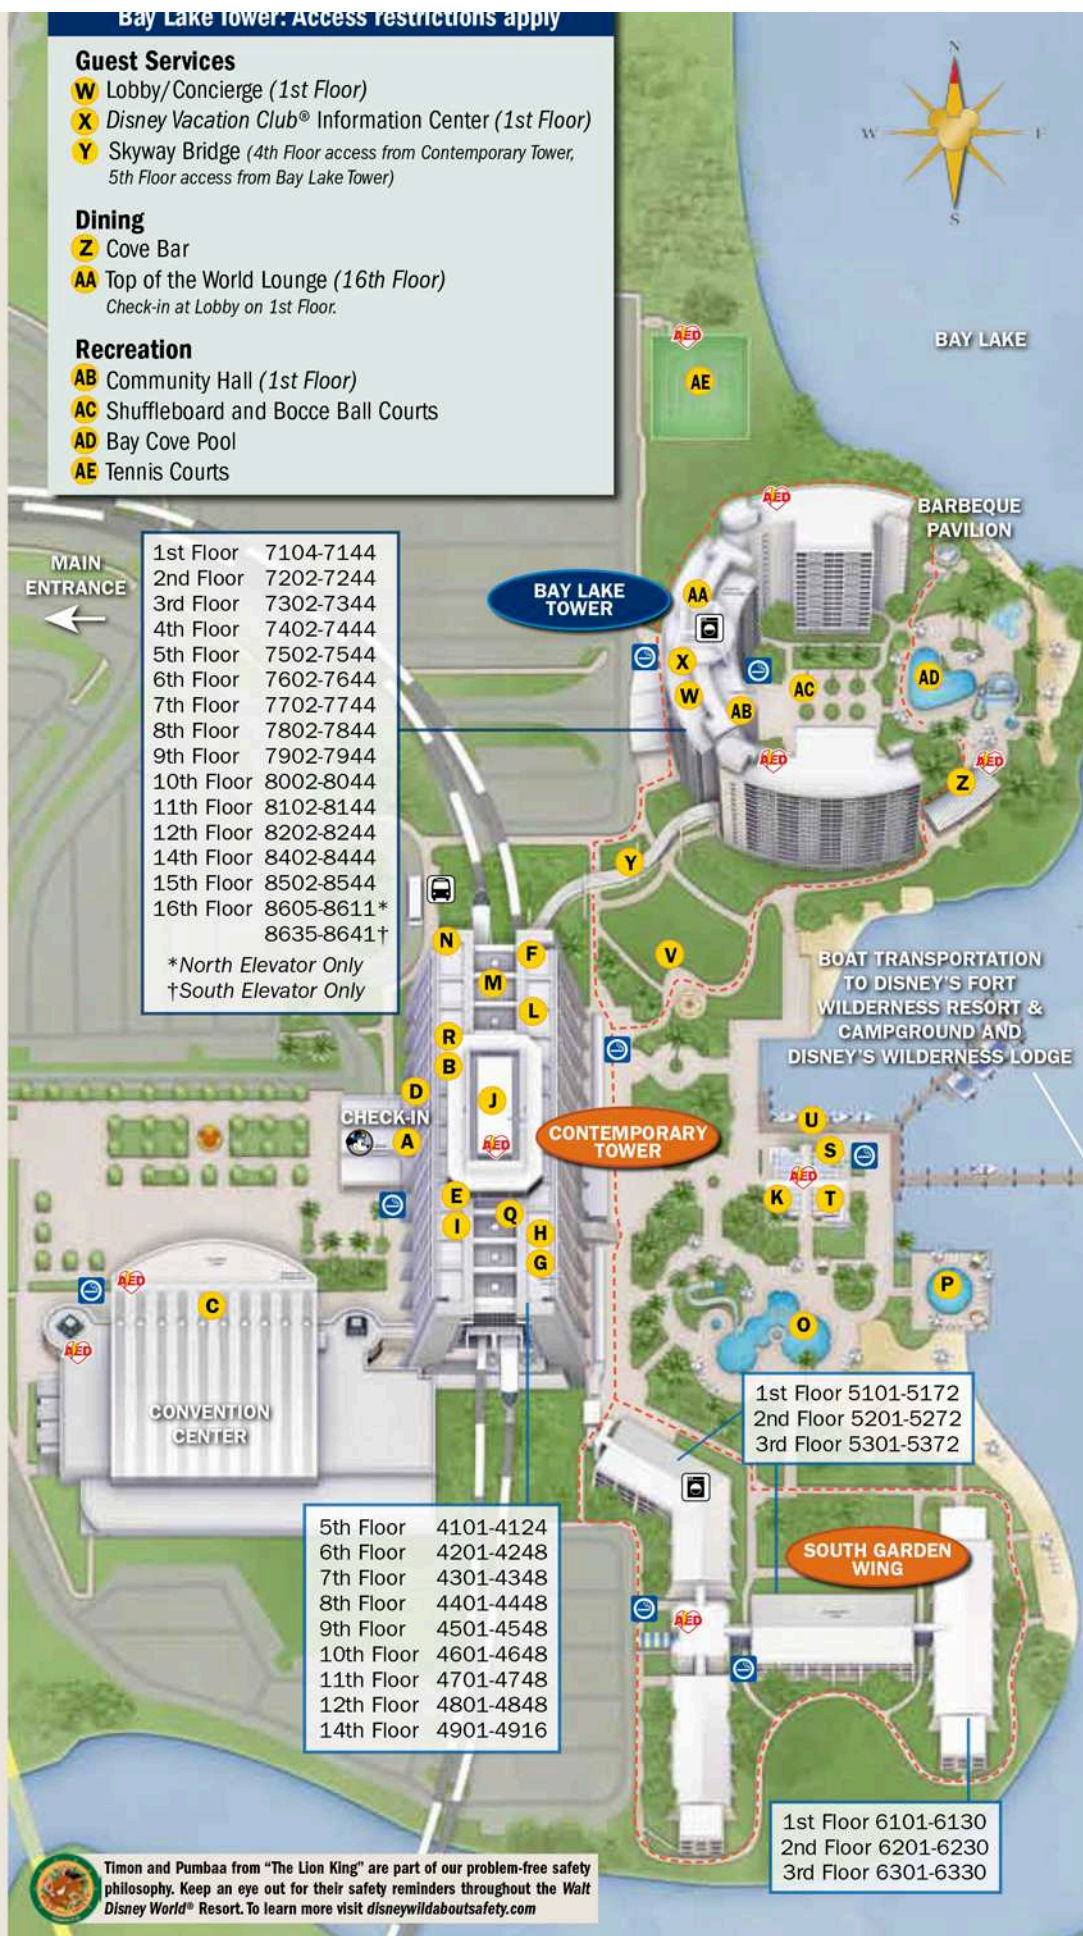 Bay Lake Tower: Access restrictions apply
Guest Services
W Lobby/Concierge (1st Floor)
X Disney Vacation Club® Information Center (1st Floor)
Y Skyway Bridge (4th Floor access from Contemporary Tower,
5th Floor access from Bay Lake Tower)
Dining
Z Cove Bar
AA Top of the World Lounge (16th Floor)
Check-in at Lobby on 1st Floor.
Recreation
AB Community Hall (1st Floor)
AC Shuffleboard and Bocce Ball Courts
AD Bay Cove Pool
AE Tennis Courts
N
W E
S
BAY LAKE
AED
AE
AED
BARBEQUE
PAVILION
MAIN
ENTRANCE
1st Floor 7104-7144
2nd Floor 7202-7244
3rd Floor 7302-7344
4th Floor 7402-7444
5th Floor 7502-7544
6th Floor 7602-7644
7th Floor 7702-7744
8th Floor 7802-7844
9th Floor 7902-7944
10th Floor 8002-8044
11th Floor 8102-8144
12th Floor 8202-8244
14th Floor 8402-8444
15th Floor 8502-8544
16th Floor 8605-8611*
8635-8641†
*North Elevator Only
†South Elevator Only
BAY LAKE
TOWER
AA
X
W
AB
AC
AD
AED
AED
Z
Y
V
BOAT TRANSPORTATION
TO DISNEY'S FORT
WILDERNESS RESORT &
CAMPGROUND AND
DISNEY'S WILDERNESS LODGE
N
F
M
L
R
B
D
J
CHECK-IN
A
AED
CONTEMPORARY
TOWER
U
S
AED
K
T
E
I
Q
H
G
P
O
AED
C
AED
CONVENTION
CENTER
1st Floor 5101-5172
2nd Floor 5201-5272
3rd Floor 5301-5372
5th Floor 4101-4124
6th Floor 4201-4248
7th Floor 4301-4348
8th Floor 4401-4448
9th Floor 4501-4548
10th Floor 4601-4648
11th Floor 4701-4748
12th Floor 4801-4848
14th Floor 4901-4916
SOUTH GARDEN
WING
AED
1st Floor 6101-6130
2nd Floor 6201-6230
3rd Floor 6301-6330
Timon and Pumbaa from "The Lion King" are part of our problem-free safety
philosophy. Keep an eye out for their safety reminders throughout the Walt
Disney World® Resort. To learn more visit disneywildaboutsafety.com